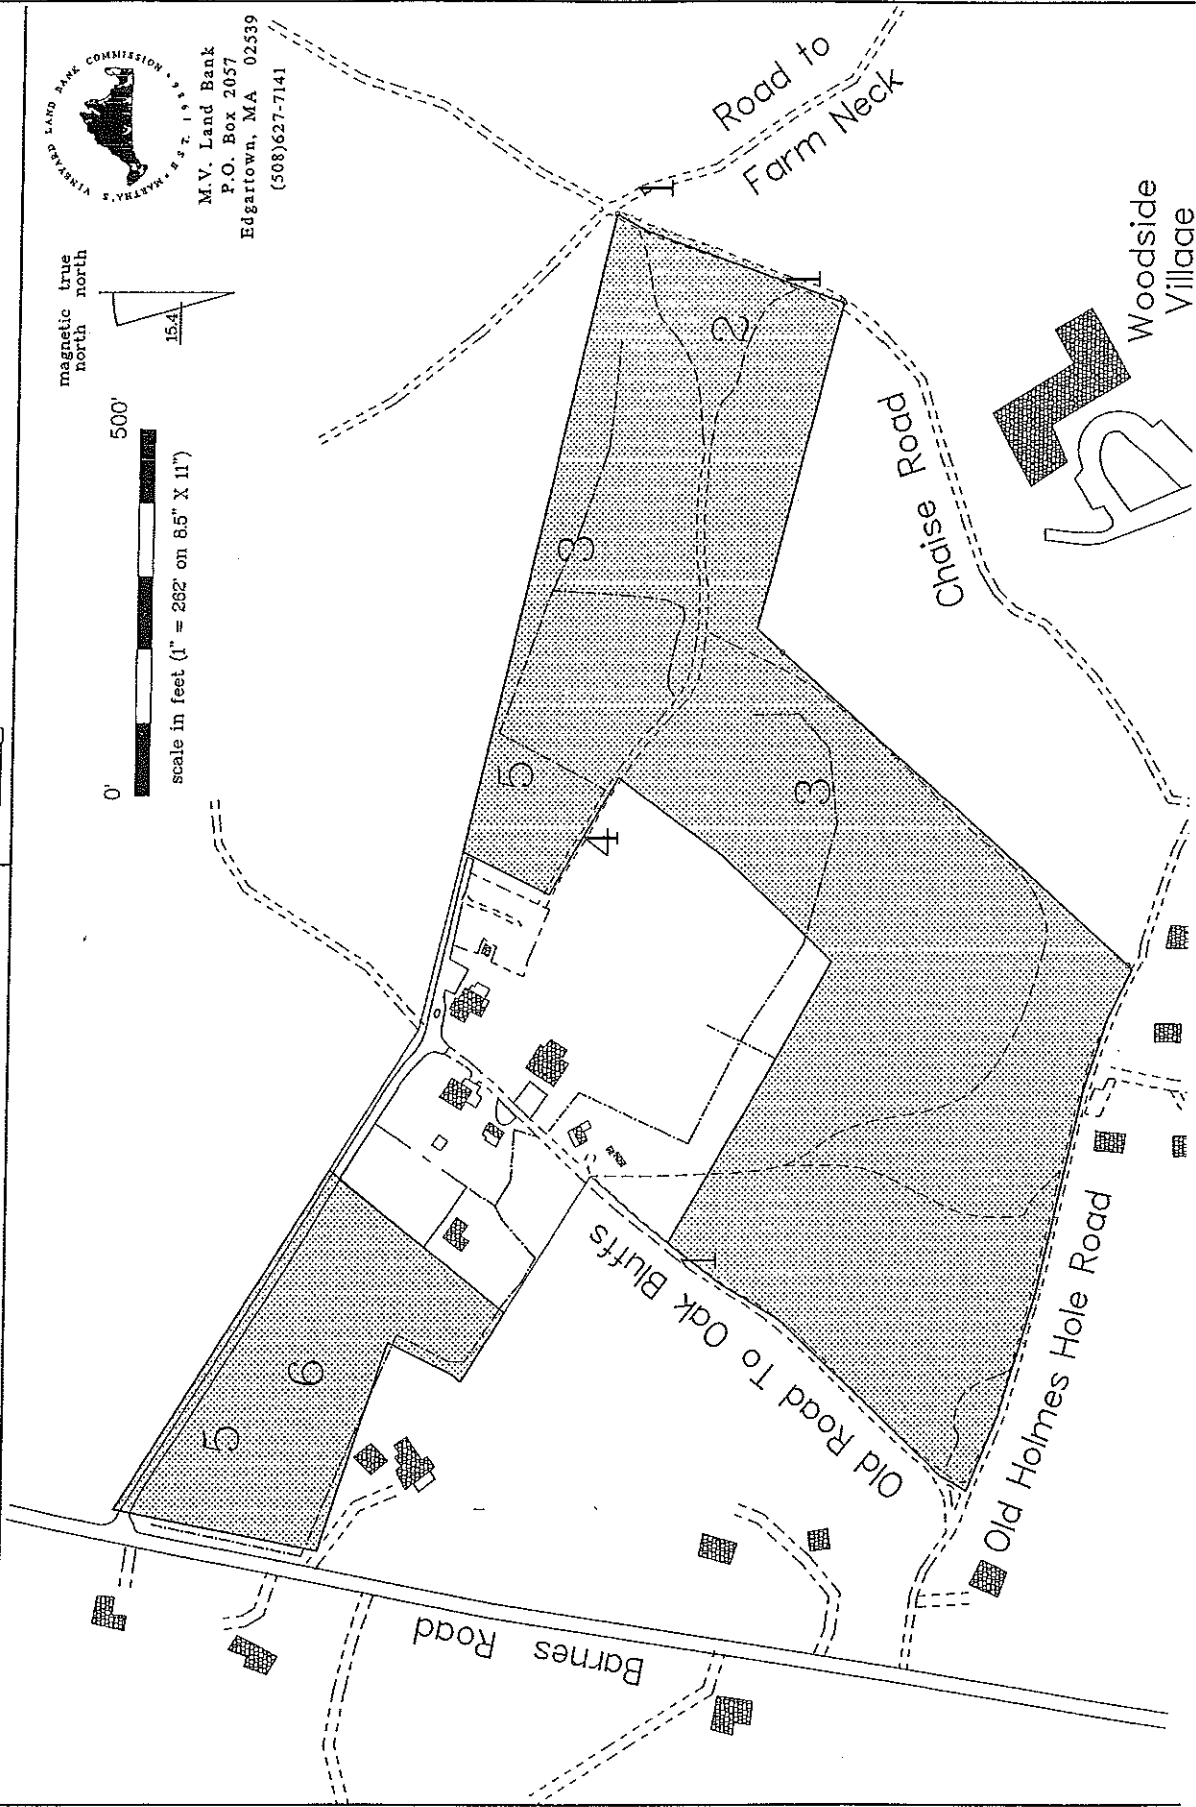 MARTHA'S VINEYARD LAND BANK COMMISSION • EST. 1986 •
M.V. Land Bank
P.O. Box 2057
Edgartown, MA 02539
(508)627-7141
magnetic north
true north
15.4
0' 500'
scale in feet (1" = 262' on 8.5" X 11")
Road to
Farm Neck
1
1
2
3
5
4
3
1
5
6
Chaise Road
Woodside
Village
Old Road To Oak Bluffs
Old Holmes Hole Road
Barnes Road